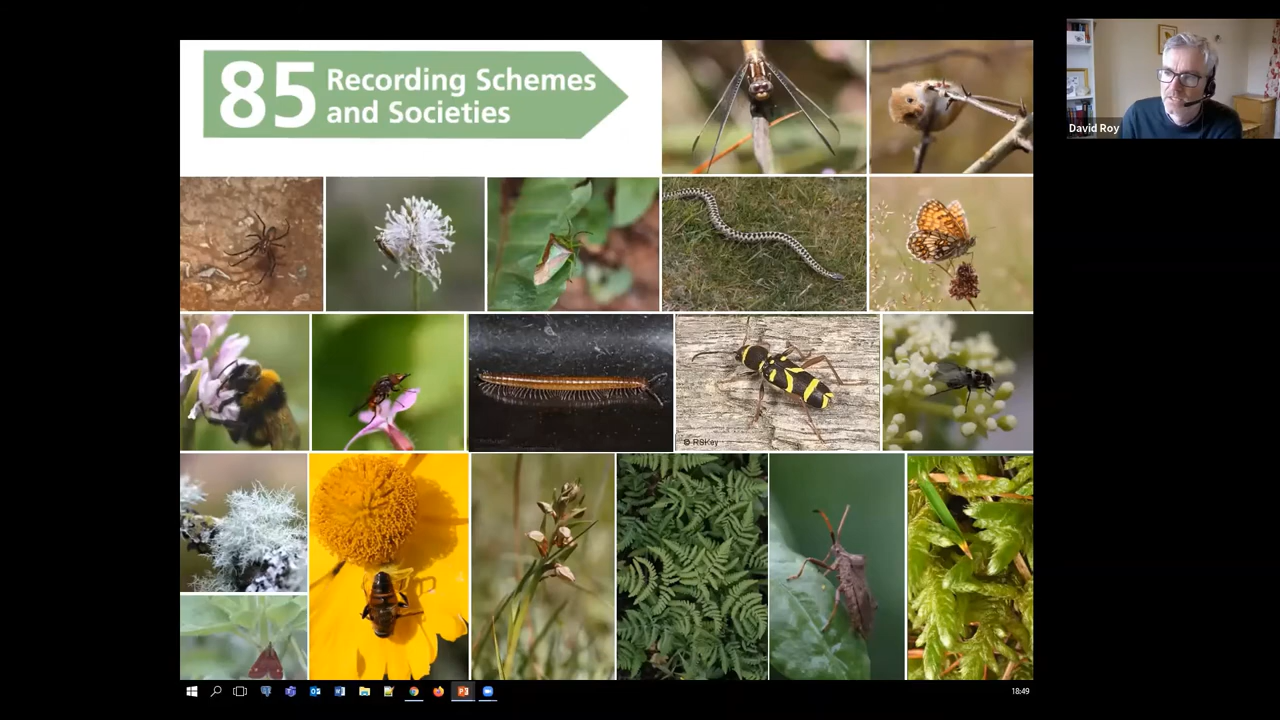 85 Recording Schemes
and Societies
David Roy
© RSKey
18:49